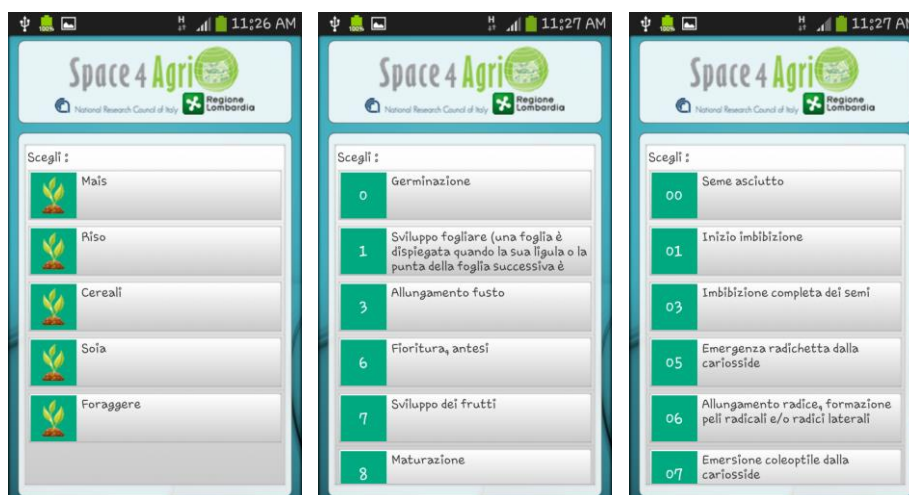 100%
H
11:26 AM
Space 4 Agri
National Research Council of Italy
Regione
Lombardia
Scegli :
Mais
Riso
Cereali
Soia
Foraggere
100%
H
11:27 AM
Space 4 Agri
National Research Council of Italy
Regione
Lombardia
Scegli :
0
Germinazione
1
Sviluppo fogliare (una foglia è
dispiegata quando la sua ligula o la
punta della foglia successiva è
3
Allungamento fusto
6
Fioritura, antesi
7
Sviluppo dei frutti
8
Maturazione
100%
H
11:27 AM
Space 4 Agri
National Research Council of Italy
Regione
Lombardia
Scegli :
00
Seme asciutto
01
Inizio imbibizione
03
Imbibizione completa dei semi
05
Emergenza radichetta dalla
cariosside
06
Allungamento radice, formazione
peli radicali e/o radici laterali
07
Emersione coleoptile dalla
cariosside